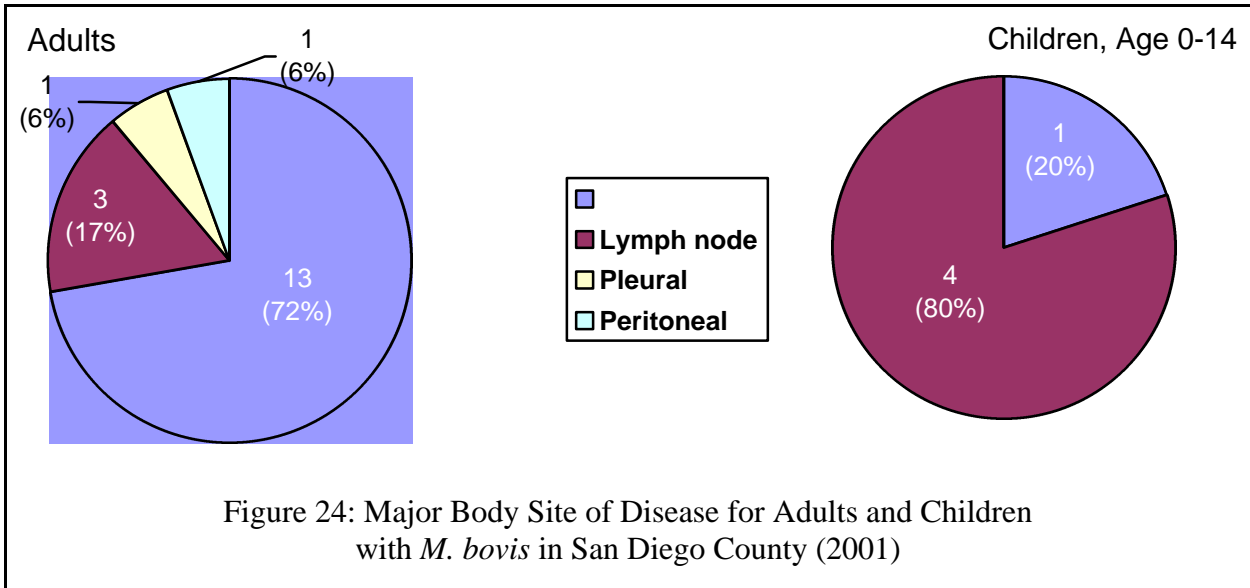 Adults
1
(6%)
1
(6%)
3
(17%)
13
(72%)
Lymph node
Pleural
Peritoneal
Children, Age 0-14
1
(20%)
4
(80%)
Figure 24: Major Body Site of Disease for Adults and Children
with M. bovis in San Diego County (2001)